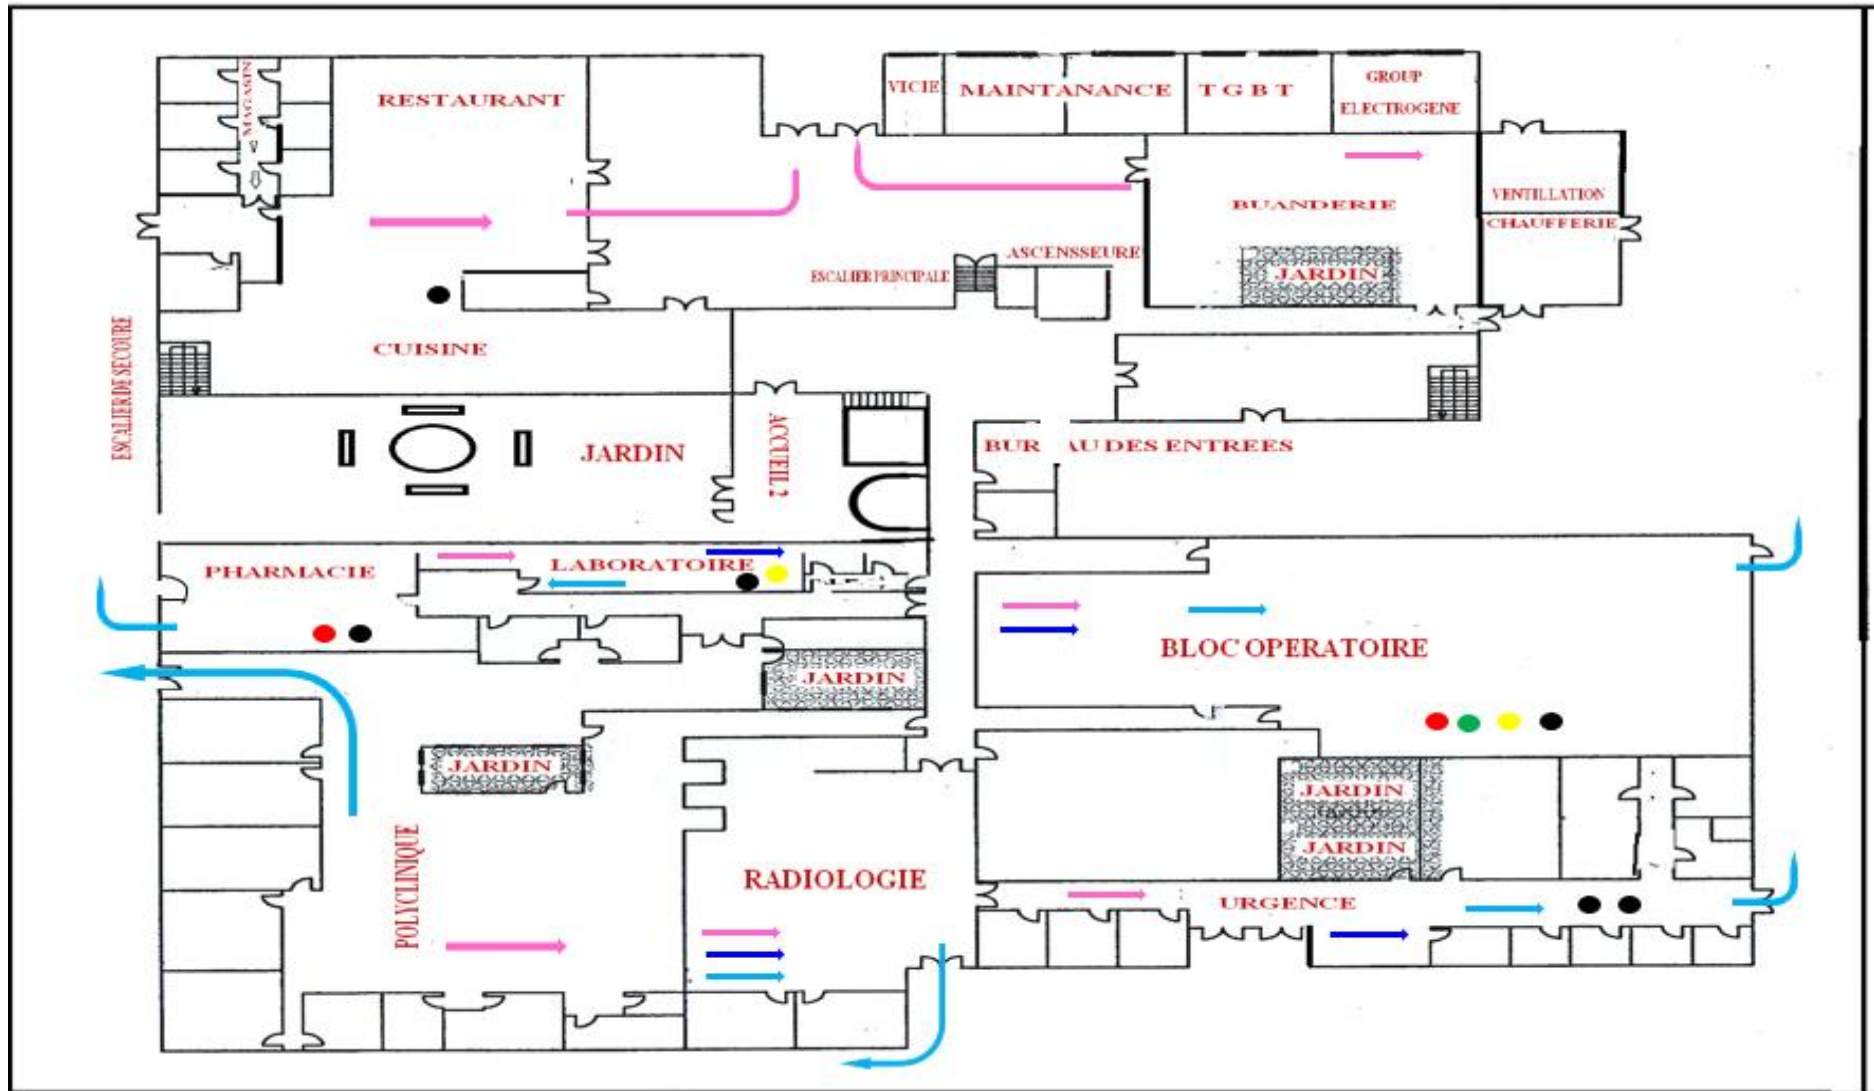 MAGASIN
RESTAURANT
VICIE
MAINTANANCE
T G B T
GROUP
ELECTROGENE
BUANDERIE
VENTILLATION
CHAUFFERIE
ESCALIER PRINCIPALE
ASCENSSEURE
JARDIN
ESCALIER DE SECOURE
CUISINE
JARDIN
ACCUEIL 2
BUR AU DES ENTREES
PHARMACIE
LABORATOIRE
BLOC OPERATOIRE
JARDIN
JARDIN
JARDIN
JARDIN
POLYCLINIQUE
RADIOLOGIE
URGENCE